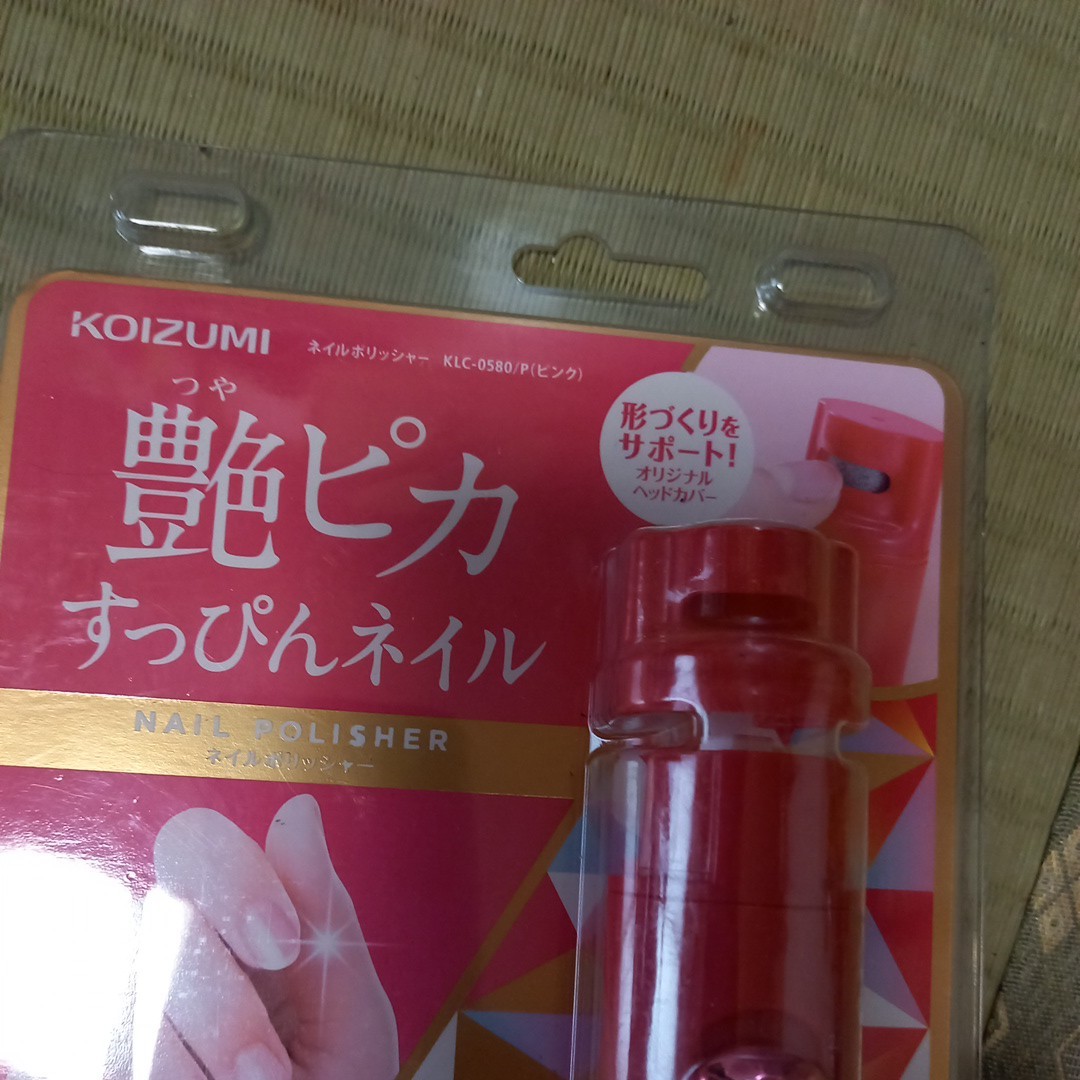 KOIZUMI
ネイルポリッシャー KLC-0580/P(ピンク)
つや
艶ピカ
すっぴんネイル
NAIL POLISHER
ネイルポリッシャー
形づくりを
サポート!
オリジナル
ヘッドカバー